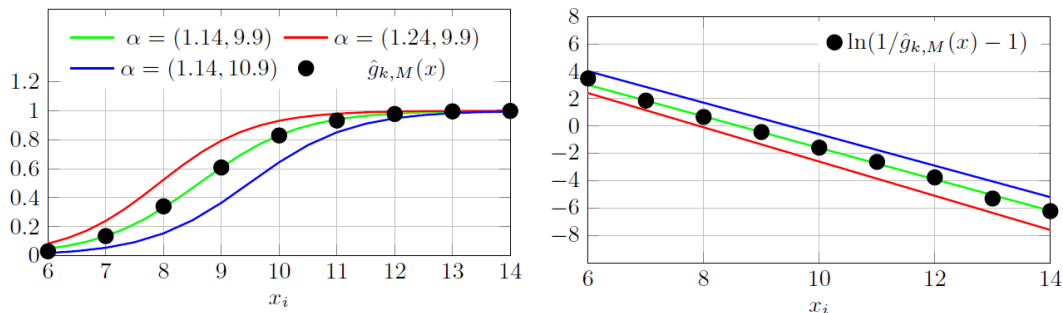 α = (1.14, 9.9) α = (1.24, 9.9)
α = (1.14, 10.9) ĝ_{k,M}(x)
1.2
1
0.8
0.6
0.4
0.2
0
6 7 8 9 10 11 12 13 14
x_i
ln(1/ĝ_{k,M}(x) − 1)
8
6
4
2
0
−2
−4
−6
−8
6 8 10 12 14
x_i